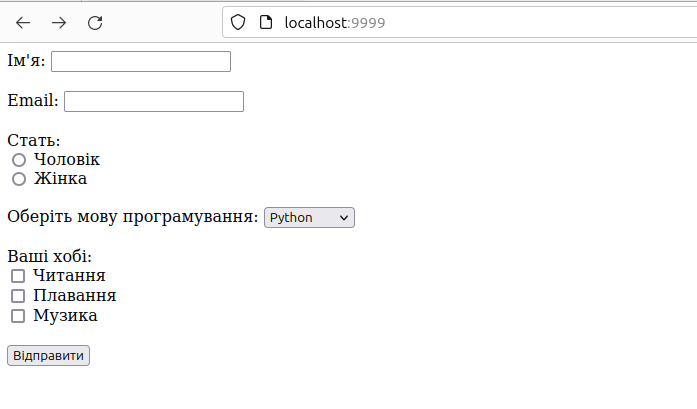 localhost:9999
Ім'я:
Email:
Стать:
Чоловік
Жінка
Оберіть мову програмування: Python
Ваші хобі:
Читання
Плавання
Музика
Відправити